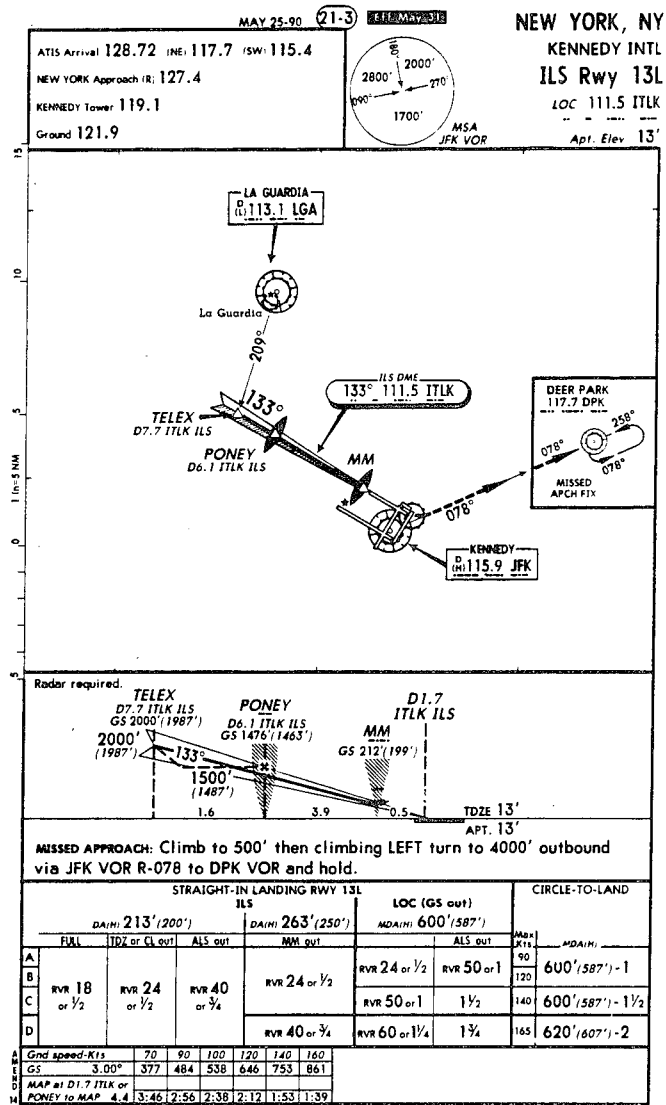 MAY 25-90 21-3 EFF May 31
NEW YORK, NY
KENNEDY INTL
ILS Rwy 13L
LOC 111.5 ITLK
Apt. Elev 13'
ATIS Arrival 128.72 (NE) 117.7 (SW) 115.4
NEW YORK Approach (R) 127.4
KENNEDY Tower 119.1
Ground 121.9
180°
2800' 2000'
090° 270°
1700'
MSA
JFK VOR
15
LA GUARDIA
D
(L) 113.1 LGA
10
La Guardia
209°
133°
ILS DME
133° 111.5 ITLK
TELEX
D7.7 ITLK ILS
PONEY
D6.1 ITLK ILS
MM
5
1 in=5 NM
0
5
DEER PARK
117.7 DPK
258°
078°
078°
MISSED
APCH FIX
078°
KENNEDY
D
(H) 115.9 JFK
Radar required.
TELEX
D7.7 ITLK ILS
GS 2000'(1987')
2000'
(1987')
133°
PONEY
D6.1 ITLK ILS
GS 1476'(1463')
1500'
(1487')
MM
GS 212'(199')
D1.7
ITLK ILS
1.6 3.9 0.5
TDZE 13'
APT. 13'
MISSED APPROACH: Climb to 500' then climbing LEFT turn to 4000' outbound
via JFK VOR R-078 to DPK VOR and hold.
STRAIGHT-IN LANDING RWY 13L CIRCLE-TO-LAND
ILS LOC (GS out)
DA(H) 213'(200') DA(H) 263'(250') MDA(H) 600'(587')
FULL TDZ or CL out ALS out MM out ALS out Max Kts MDA(H)
A RVR 18 or 1/2 RVR 24 or 1/2 RVR 40 or 3/4 RVR 24 or 1/2 RVR 24 or 1/2 RVR 50 or 1 90 600'(587')-1
B 120
C RVR 50 or 1 1 1/2 140 600'(587')-1 1/2
D RVR 40 or 3/4 RVR 60 or 1 1/4 1 3/4 165 620'(607')-2
Gnd speed-Kts 70 90 100 120 140 160
GS 3.00° 377 484 538 646 753 861
MAP at D1.7 ITLK or
PONEY to MAP 4.4 3:46 2:56 2:38 2:12 1:53 1:39
AMEND 14